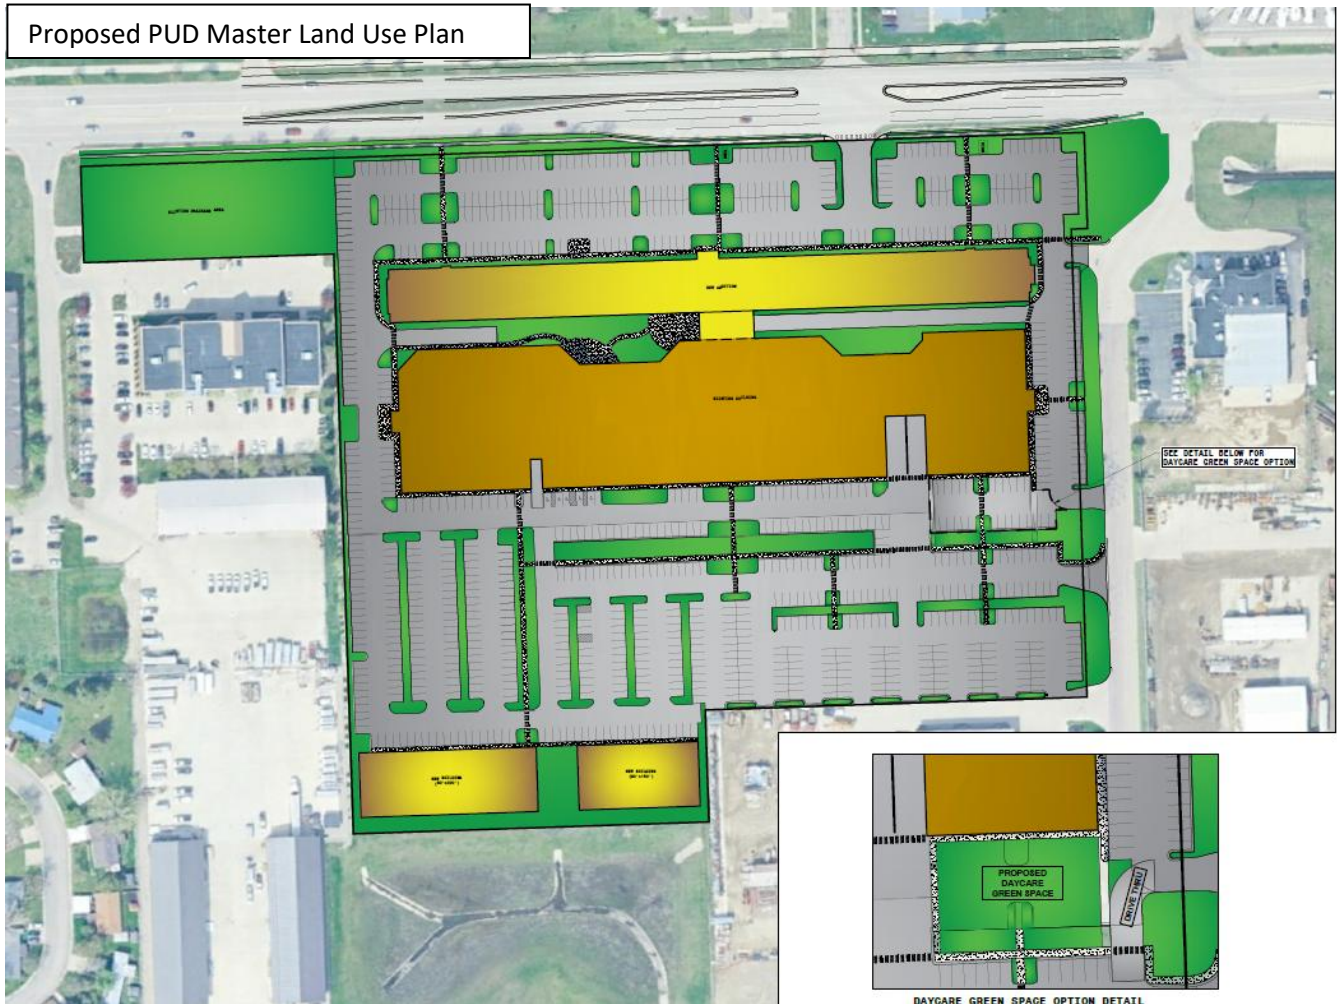 Proposed PUD Master Land Use Plan
SEE DETAIL BELOW FOR
DAYCARE GREEN SPACE OPTION
PROPOSED
DAYCARE
GREEN SPACE
DRIVE THRU
DAYCARE GREEN SPACE OPTION DETAIL